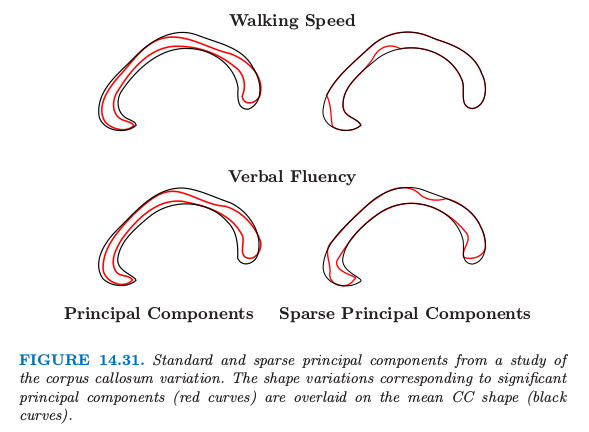 Walking Speed
Verbal Fluency
Principal Components
Sparse Principal Components
FIGURE 14.31. Standard and sparse principal components from a study of
the corpus callosum variation. The shape variations corresponding to significant
principal components (red curves) are overlaid on the mean CC shape (black
curves).